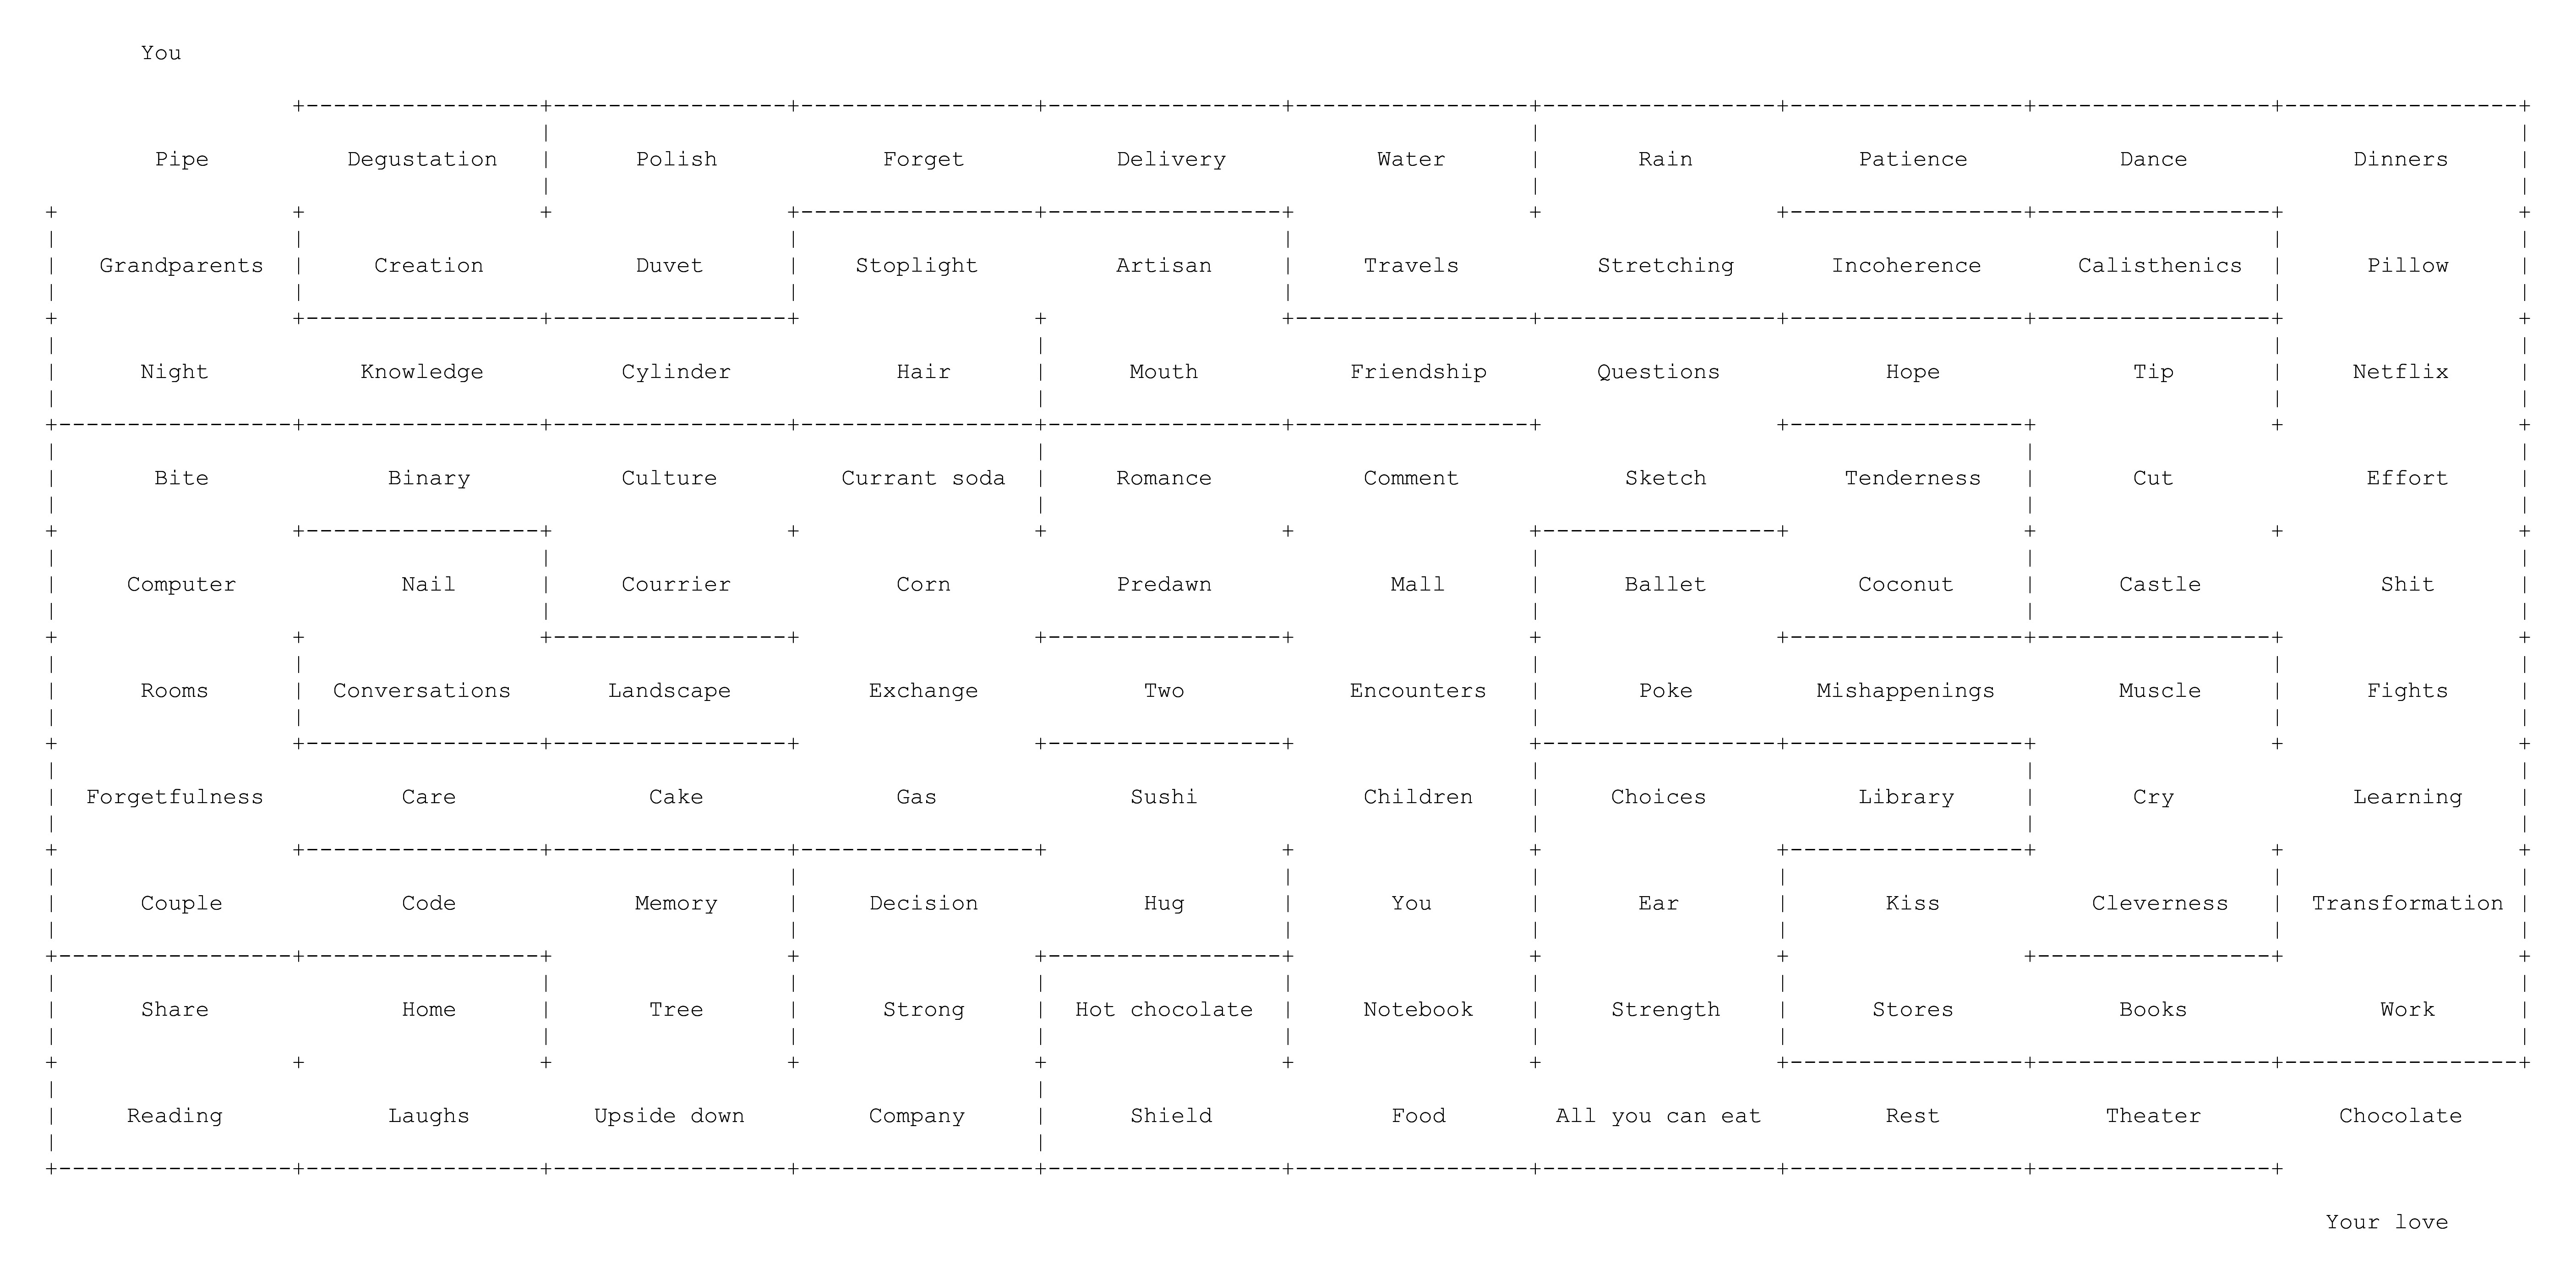 You
Pipe Degustation Polish Forget Delivery Water Rain Patience Dance Dinners
Grandparents Creation Duvet Stoplight Artisan Travels Stretching Incoherence Calisthenics Pillow
Night Knowledge Cylinder Hair Mouth Friendship Questions Hope Tip Netflix
Bite Binary Culture Currant soda Romance Comment Sketch Tenderness Cut Effort
Computer Nail Courrier Corn Predawn Mall Ballet Coconut Castle Shit
Rooms Conversations Landscape Exchange Two Encounters Poke Mishappenings Muscle Fights
Forgetfulness Care Cake Gas Sushi Children Choices Library Cry Learning
Couple Code Memory Decision Hug You Ear Kiss Cleverness Transformation
Share Home Tree Strong Hot chocolate Notebook Strength Stores Books Work
Reading Laughs Upside down Company Shield Food All you can eat Rest Theater Chocolate
Your love